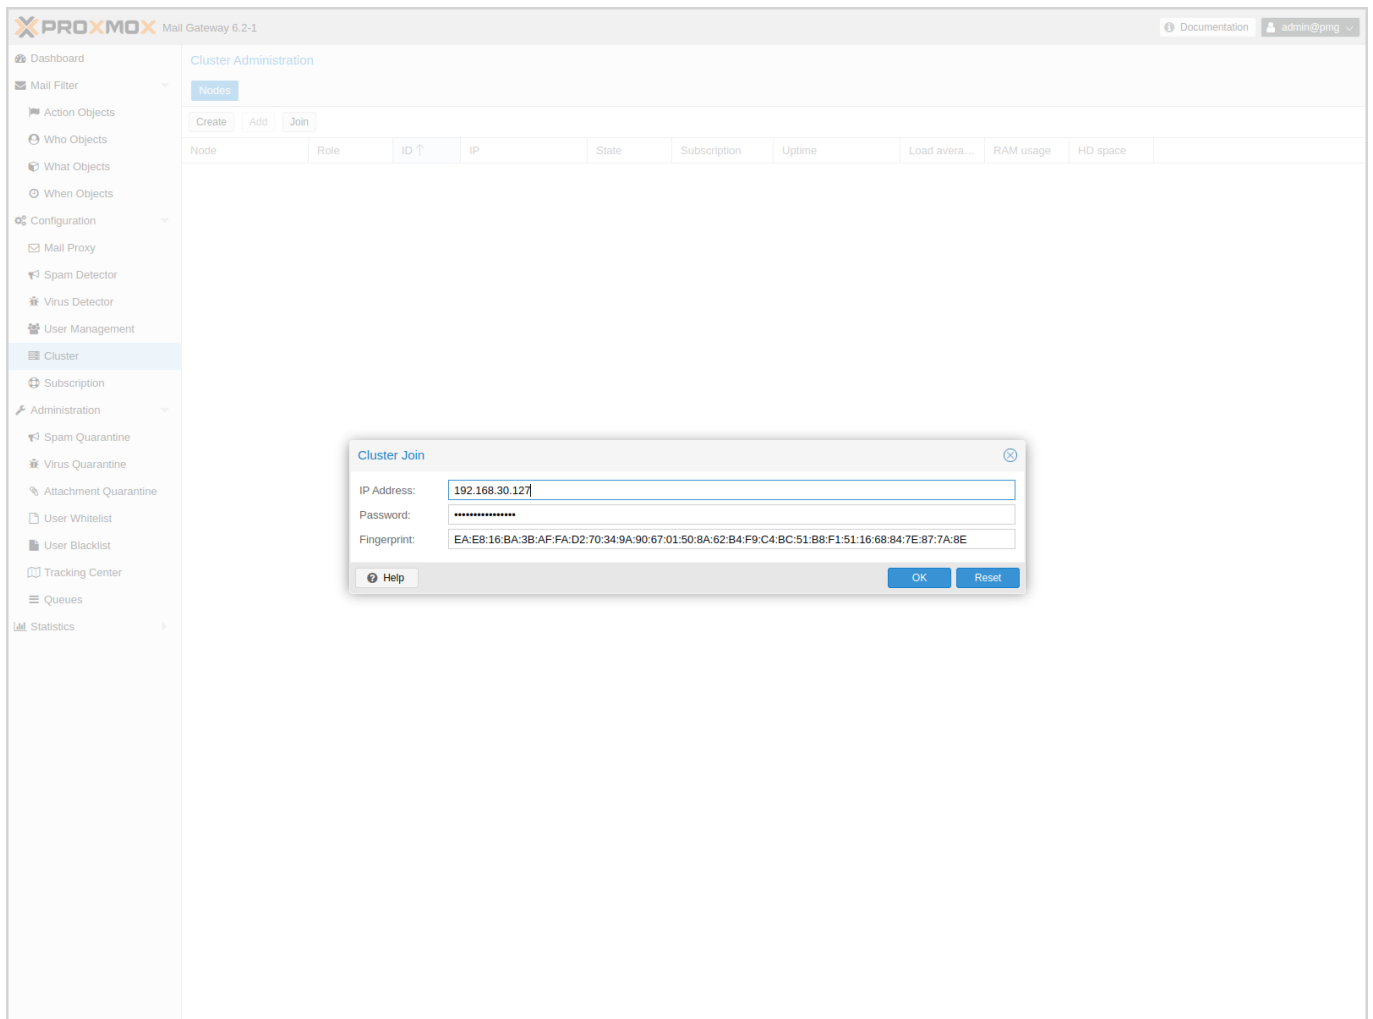 PROXMOX Mail Gateway 6.2-1
Documentation
admin@pmg
Dashboard
Mail Filter
Action Objects
Who Objects
What Objects
When Objects
Configuration
Mail Proxy
Spam Detector
Virus Detector
User Management
Cluster
Subscription
Administration
Spam Quarantine
Virus Quarantine
Attachment Quarantine
User Whitelist
User Blacklist
Tracking Center
Queues
Statistics
Cluster Administration
Nodes
Create Add Join
Node Role ID IP State Subscription Uptime Load avera... RAM usage HD space
Cluster Join
IP Address: 192.168.30.127
Password: ••••••••••••••••
Fingerprint: EA:E8:16:BA:3B:AF:FA:D2:70:34:9A:90:67:01:50:8A:62:B4:F9:C4:BC:51:B8:F1:51:16:68:84:7E:87:7A:8E
Help OK Reset